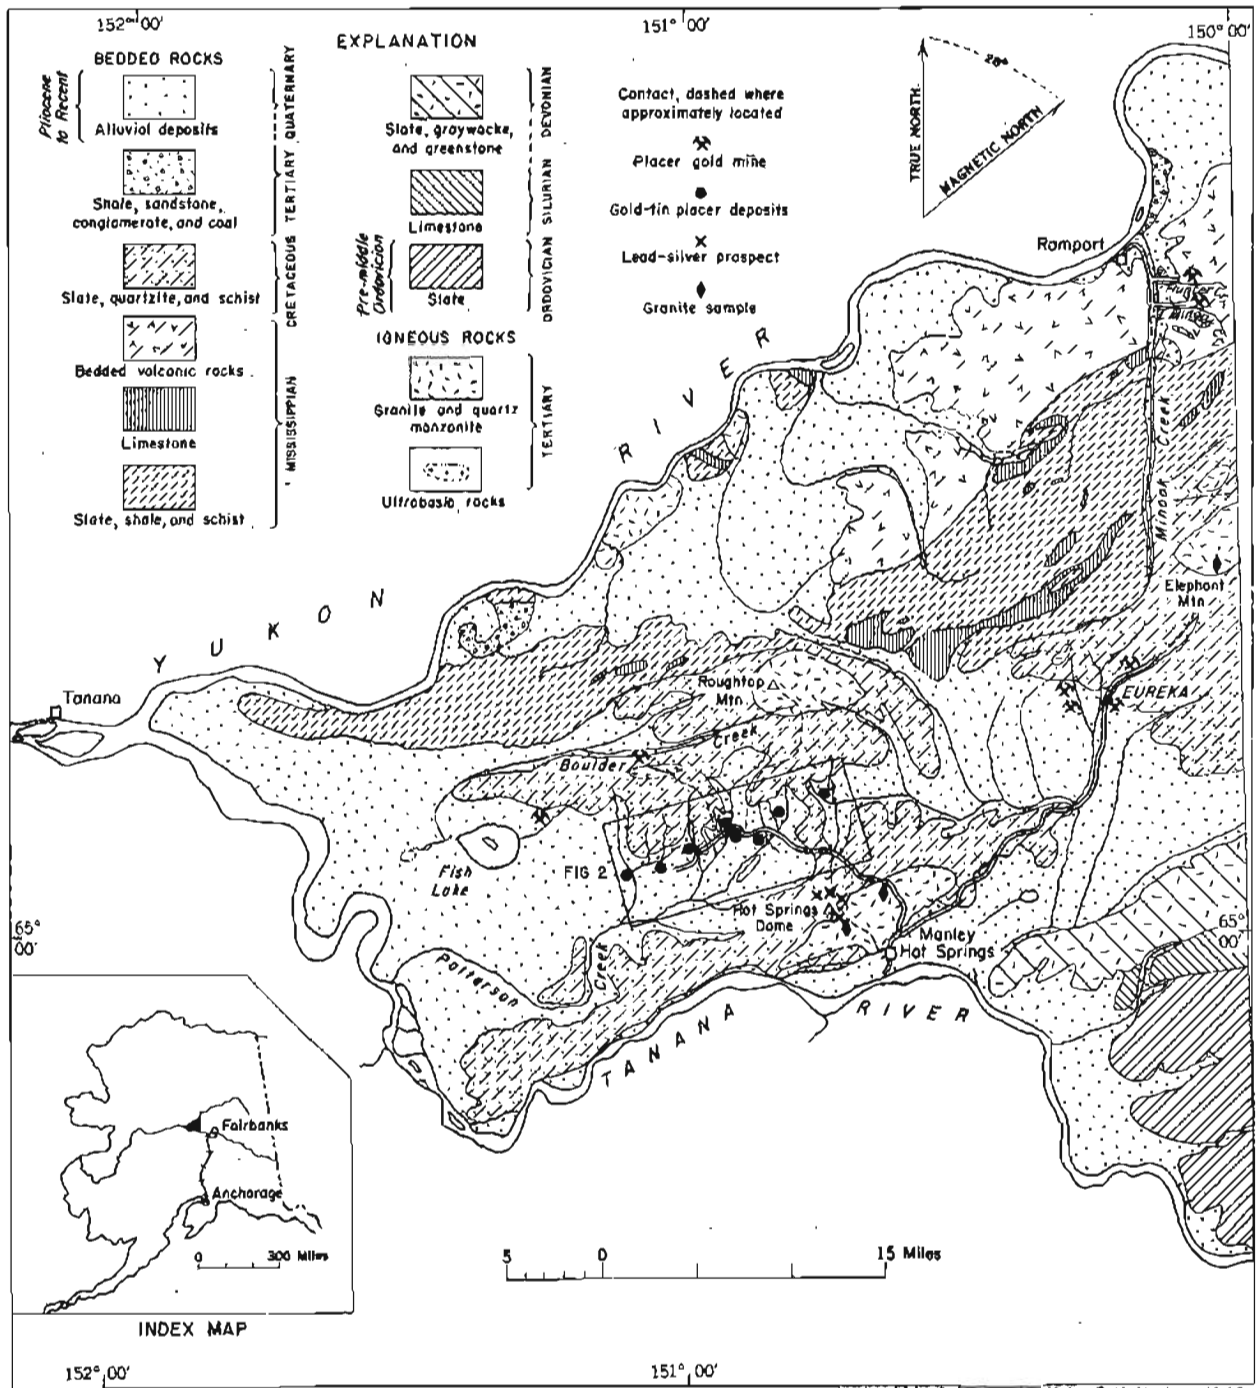 152° 00'
151° 00'
150° 00'
EXPLANATION
BEDDED ROCKS
Pliocene to Recent
Alluvial deposits
QUATERNARY
Shale, sandstone,
conglomerate, and coal
TERTIARY
Slate, quartzite, and schist
CRETACEOUS
Bedded volcanic rocks
Limestone
Slate, shale, and schist
MISSISSIPPIAN
Slate, graywacke,
and greenstone
DEVONIAN
Limestone
SILURIAN
Pre-middle
Ordovician
Slate
ORDOVICIAN
IGNEOUS ROCKS
Granite and quartz
monzonite
Ultrabasic rocks
TERTIARY
Contact, dashed where
approximately located
Placer gold mine
Gold-tin placer deposits
Lead-silver prospect
Granite sample
TRUE NORTH
MAGNETIC NORTH
28°
Rampart
Minook Creek
Elephant
Mtn
EUREKA
YUKON RIVER
Tanana
Roughtop
Mtn
Boulder Creek
Fish
Lake
FIG 2
Hot Springs
Dome
Manley
Hot Springs
65°
00'
65°
00'
Patterson Creek
TANANA RIVER
Fairbanks
Anchorage
0 300 Miles
INDEX MAP
5 0 15 Miles
152° 00'
151° 00'